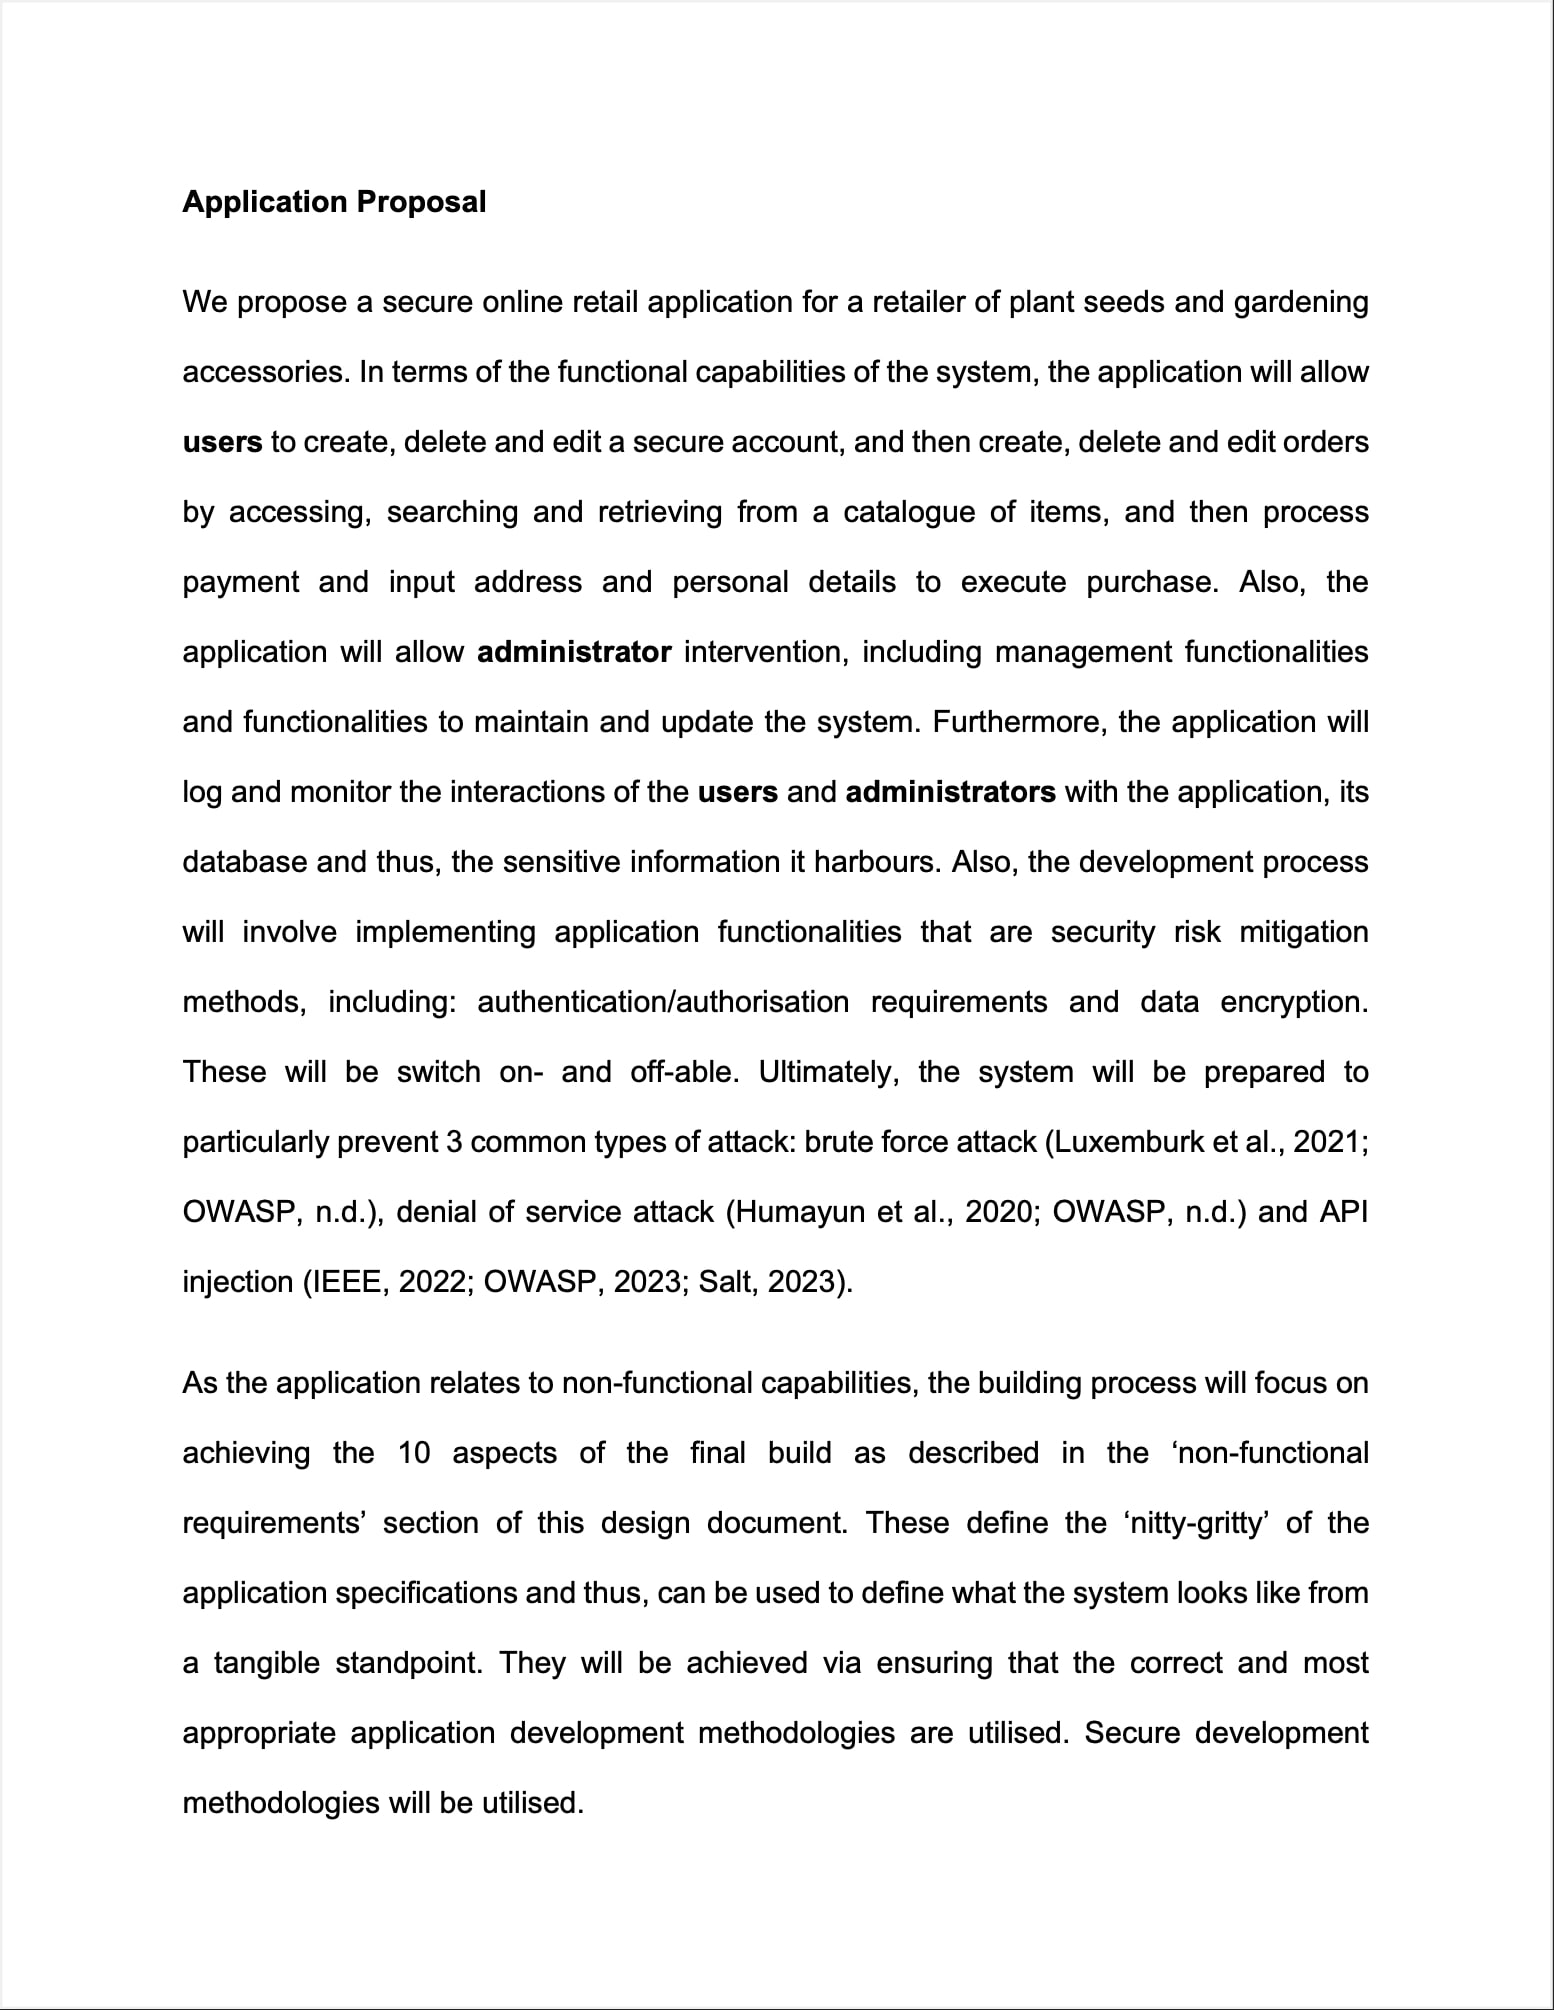 Application Proposal
We propose a secure online retail application for a retailer of plant seeds and gardening
accessories. In terms of the functional capabilities of the system, the application will allow
users to create, delete and edit a secure account, and then create, delete and edit orders
by accessing, searching and retrieving from a catalogue of items, and then process
payment and input address and personal details to execute purchase. Also, the
application will allow administrator intervention, including management functionalities
and functionalities to maintain and update the system. Furthermore, the application will
log and monitor the interactions of the users and administrators with the application, its
database and thus, the sensitive information it harbours. Also, the development process
will involve implementing application functionalities that are security risk mitigation
methods, including: authentication/authorisation requirements and data encryption.
These will be switch on- and off-able. Ultimately, the system will be prepared to
particularly prevent 3 common types of attack: brute force attack (Luxemburk et al., 2021;
OWASP, n.d.), denial of service attack (Humayun et al., 2020; OWASP, n.d.) and API
injection (IEEE, 2022; OWASP, 2023; Salt, 2023).
As the application relates to non-functional capabilities, the building process will focus on
achieving the 10 aspects of the final build as described in the ‘non-functional
requirements’ section of this design document. These define the ‘nitty-gritty’ of the
application specifications and thus, can be used to define what the system looks like from
a tangible standpoint. They will be achieved via ensuring that the correct and most
appropriate application development methodologies are utilised. Secure development
methodologies will be utilised.